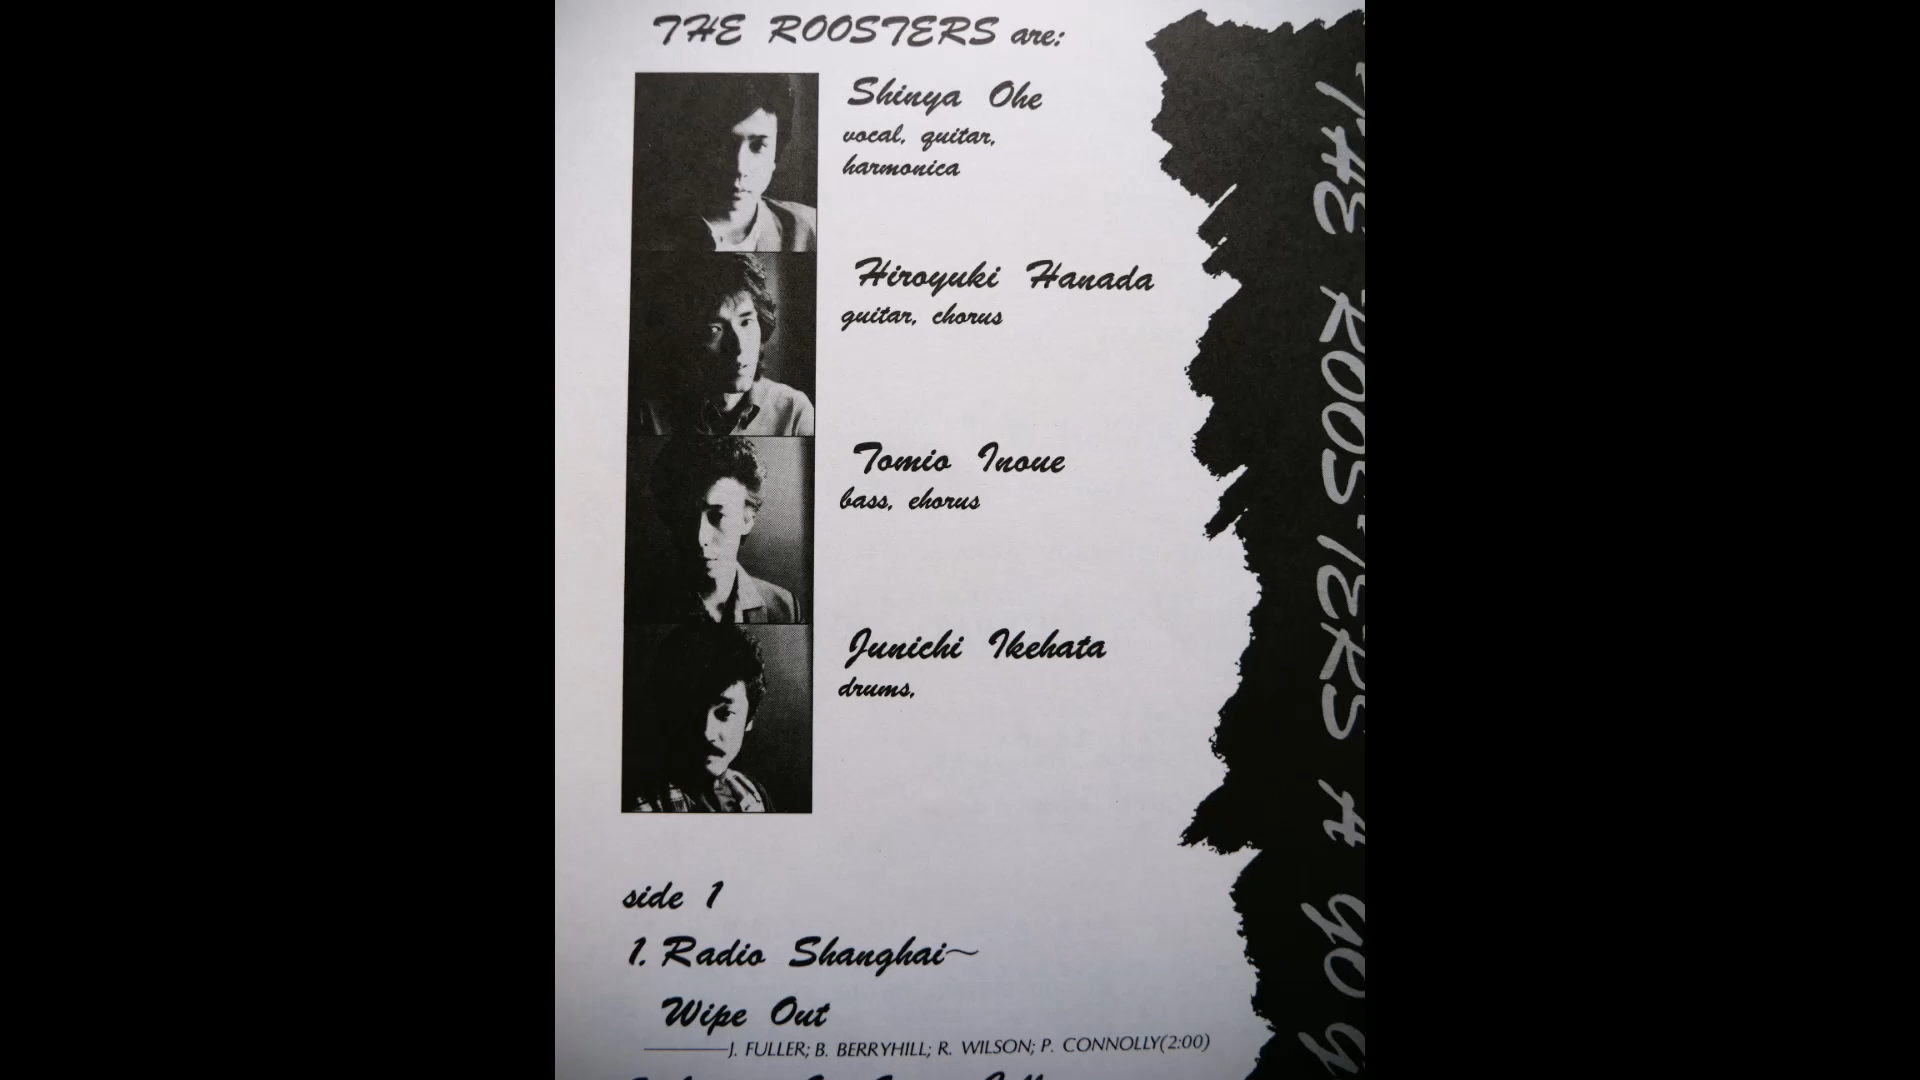 THE ROOSTERS are:
Shinya Ohe
vocal, guitar,
harmonica
Hiroyuki Hanada
guitar, chorus
Tomio Inoue
bass, chorus
Junichi Ikehata
drums,
side 1
1. Radio Shanghai~
Wipe Out
J. FULLER; B. BERRYHILL; R. WILSON; P. CONNOLLY(2:00)
THE ROOSTERS A GO